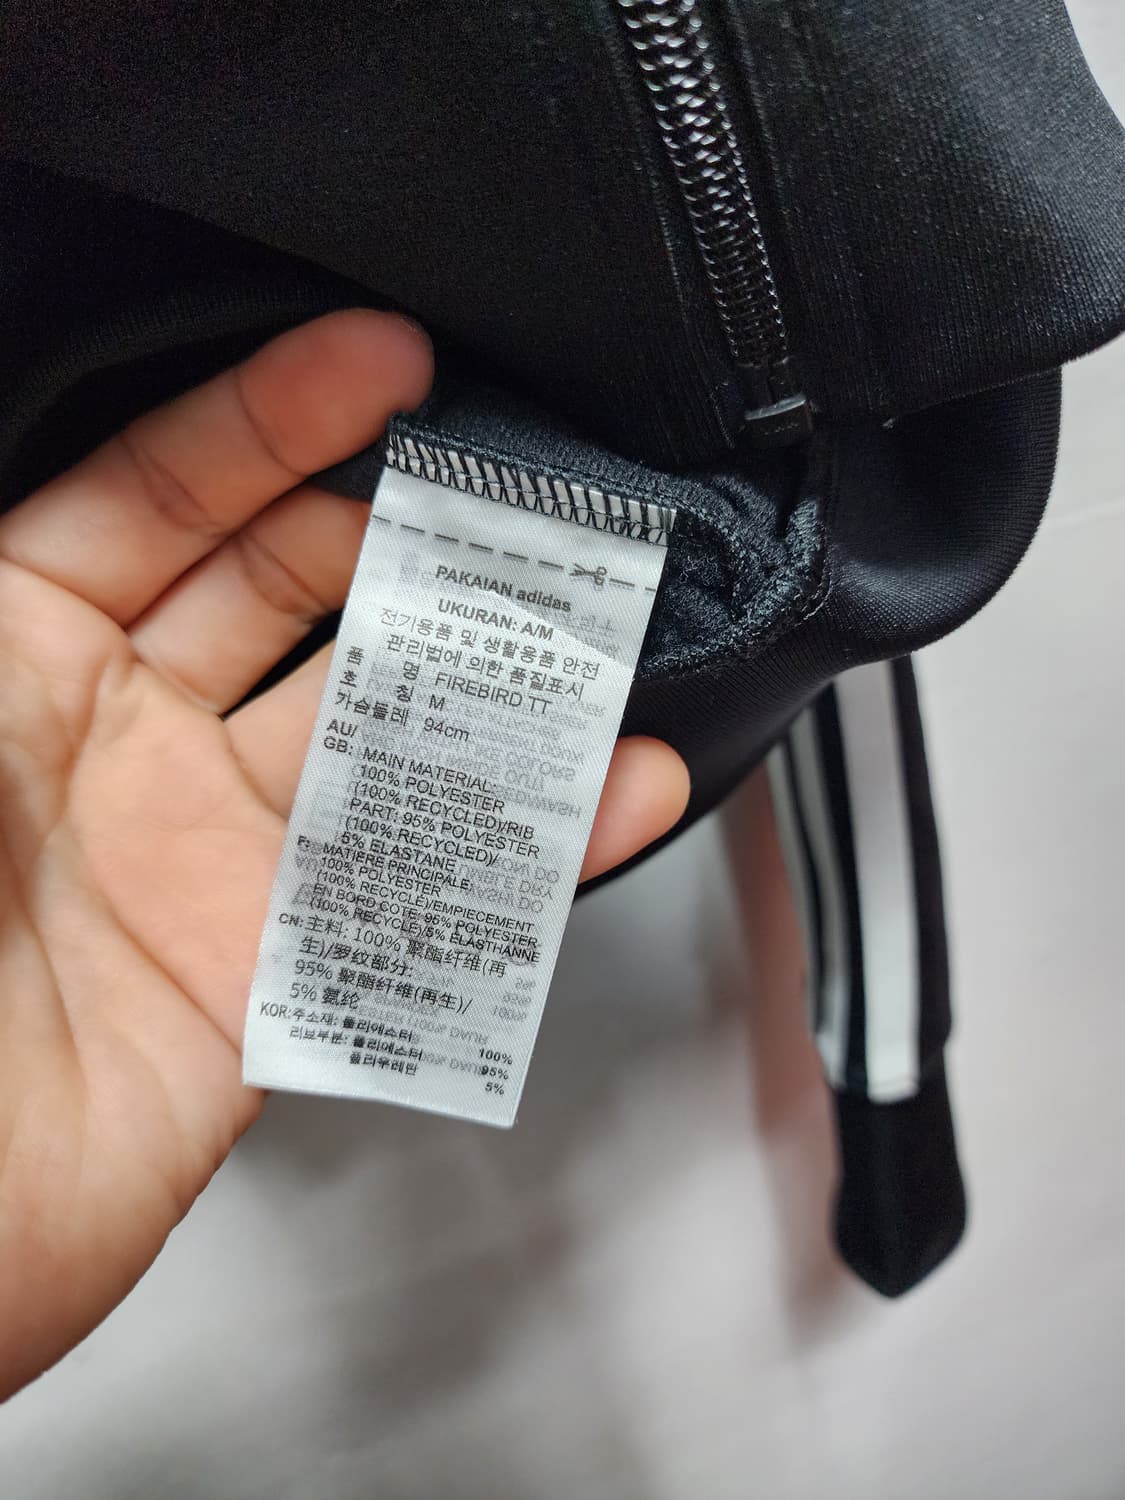 PAKAIAN adidas
UKURAN: A/M
전기용품 및 생활용품 안전
관리법에 의한 품질표시
품 명 FIREBIRD TT
호 칭 M
가슴둘레 94cm
AU/
GB: MAIN MATERIAL:
100% POLYESTER
(100% RECYCLED)/RIB
PART: 95% POLYESTER
(100% RECYCLED)/
5% ELASTANE
F: MATIÈRE PRINCIPALE:
100% POLYESTER
(100% RECYCLÉ)/EMPIECEMENT
EN BORD COTE: 95% POLYESTER
(100% RECYCLÉ)/5% ÉLASTHANNE
CN: 主料: 100% 聚酯纤维(再
生)/罗纹部分:
95% 聚酯纤维(再生)/
5% 氨纶
KOR: 주소재: 폴리에스터 100%
리브부분: 폴리에스터 95%
폴리우레탄 5%